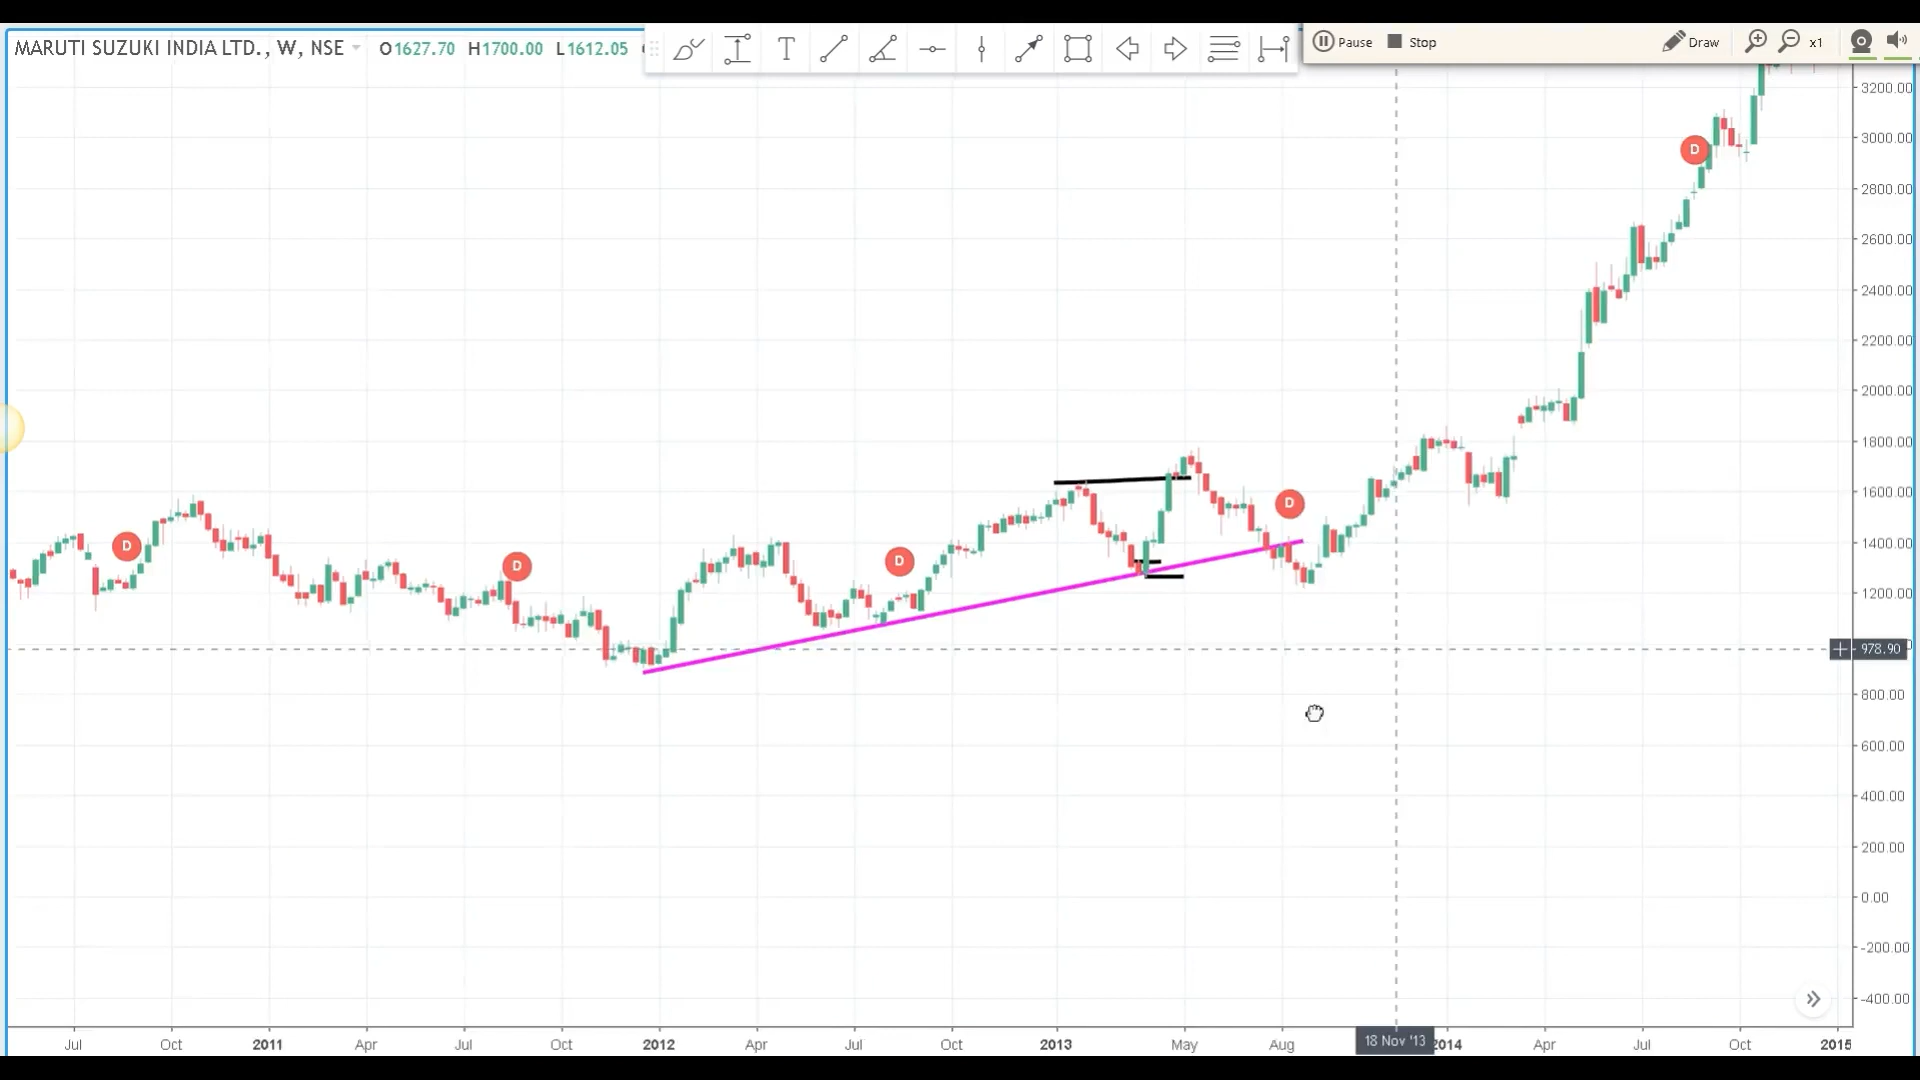 MARUTI SUZUKI INDIA LTD., W, NSE O1627.70 H1700.00 L1612.05
T
Pause Stop Draw x1
3200.00
3000.00
2800.00
2600.00
2400.00
2200.00
2000.00
1800.00
1600.00
1400.00
1200.00
978.90
800.00
600.00
400.00
200.00
0.00
-200.00
-400.00
D
D
D
D
D
Jul Oct 2011 Apr Jul Oct 2012 Apr Jul Oct 2013 May Aug 18 Nov '13 2014 Apr Jul Oct 2015